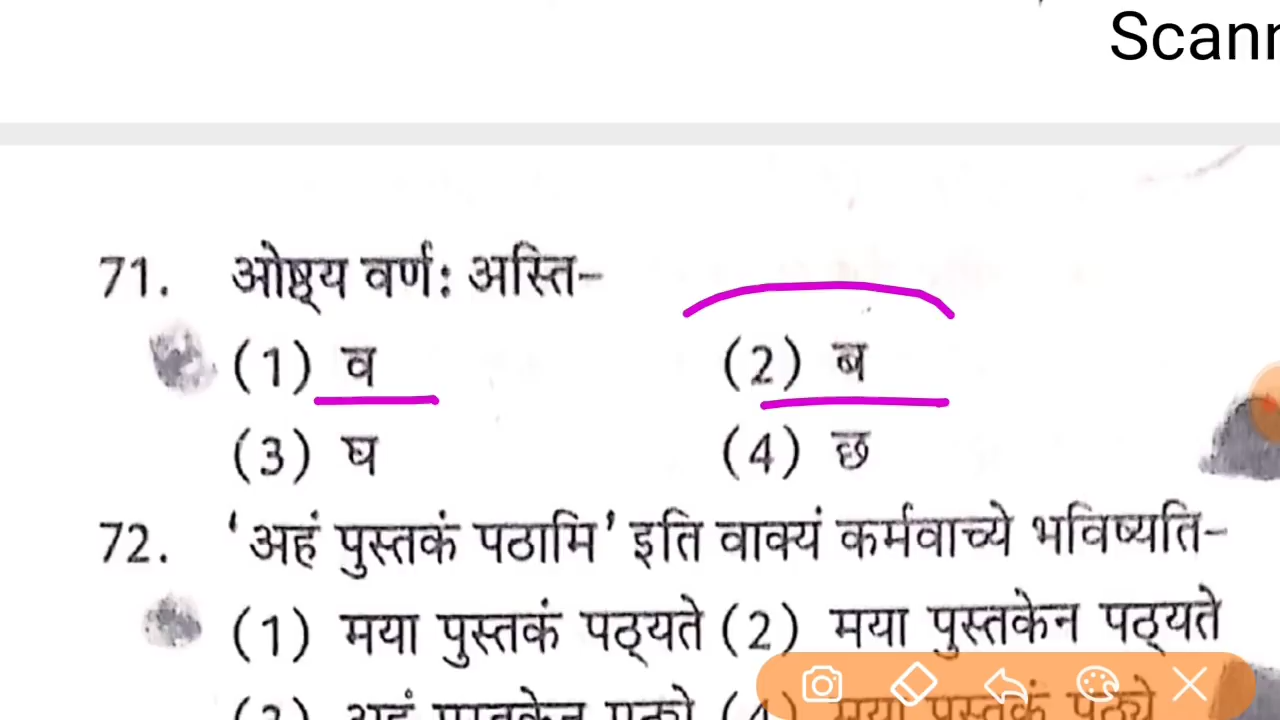 Scann
71. ओष्ठ्य वर्णः अस्ति-
(1) व (2) ब
(3) घ (4) छ
72. 'अहं पुस्तकं पठामि' इति वाक्यं कर्मवाच्ये भविष्यति-
(1) मया पुस्तकं पठ्यते (2) मया पुस्तकेन पठ्यते